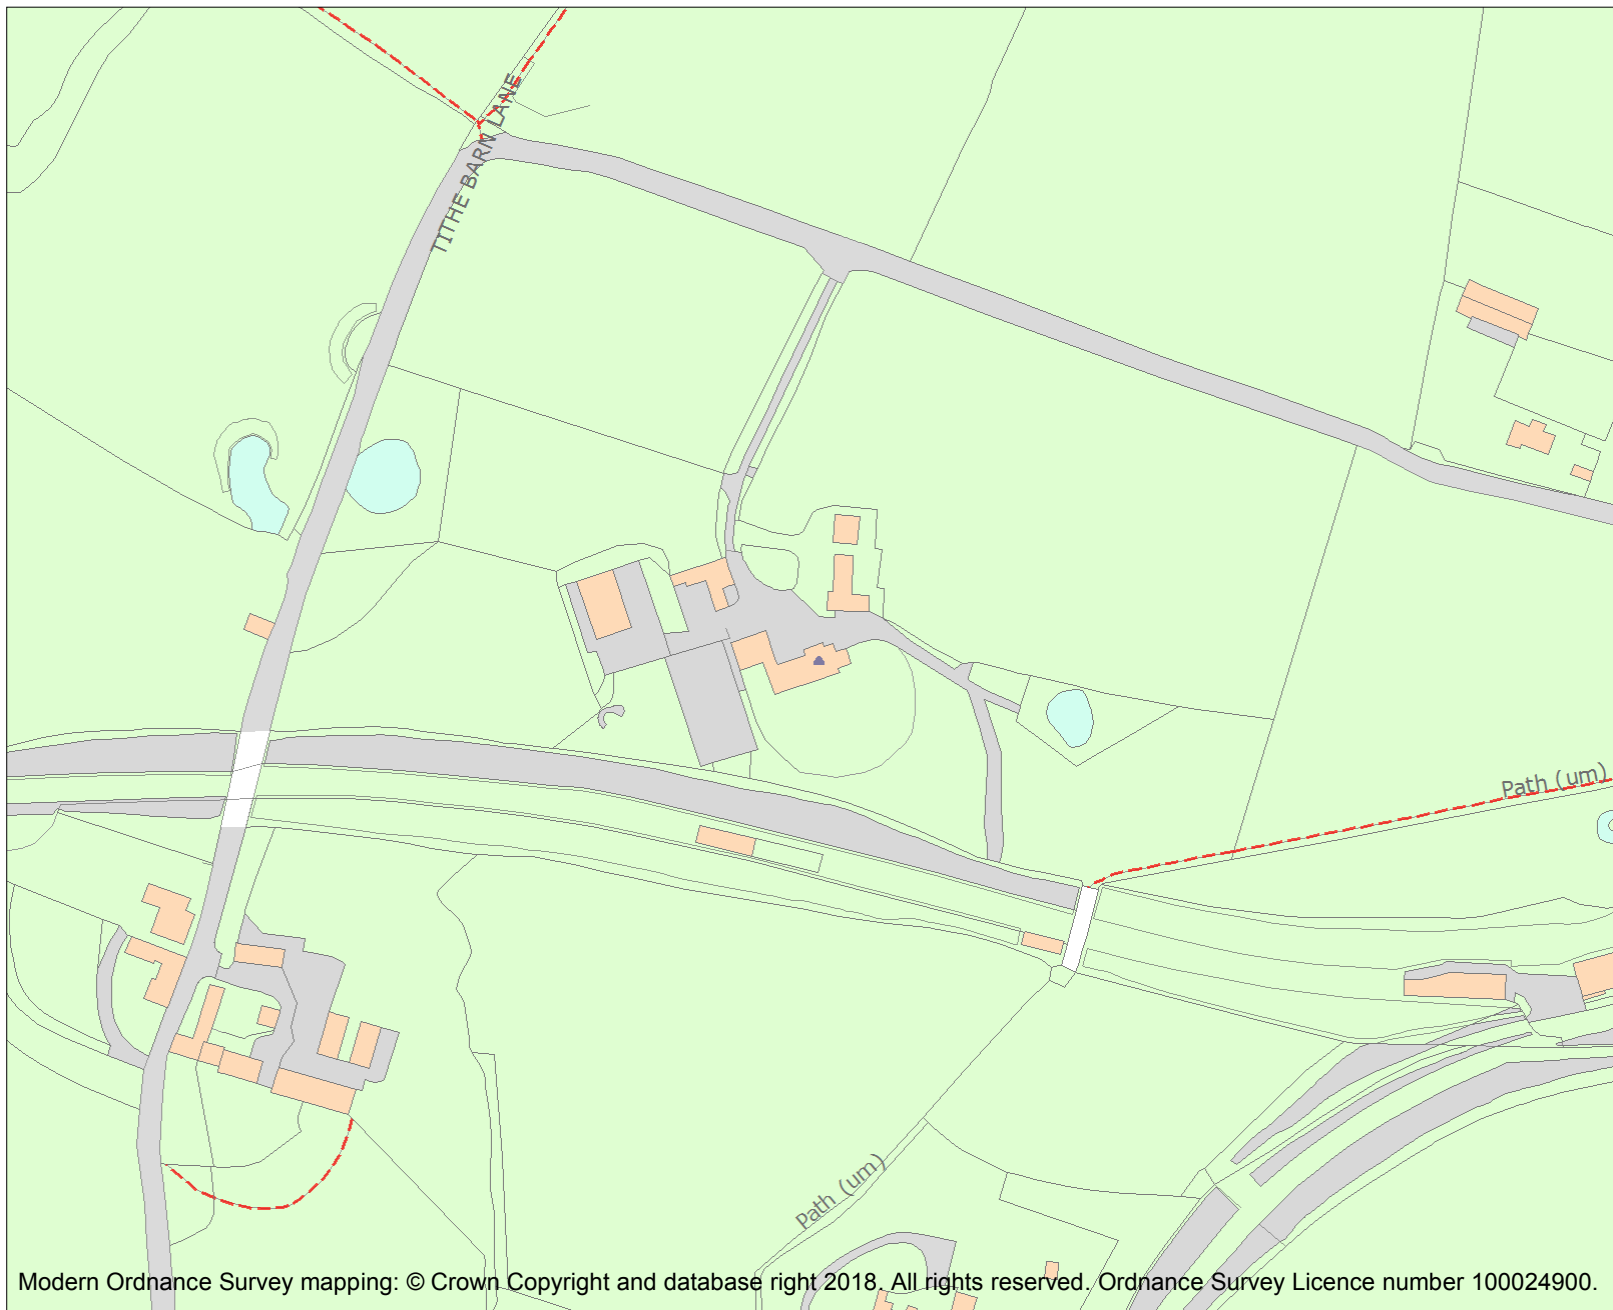 TITHE BARN LANE
Path (um)
Path (um)
Modern Ordnance Survey mapping: © Crown Copyright and database right 2018. All rights reserved. Ordnance Survey Licence number 100024900.